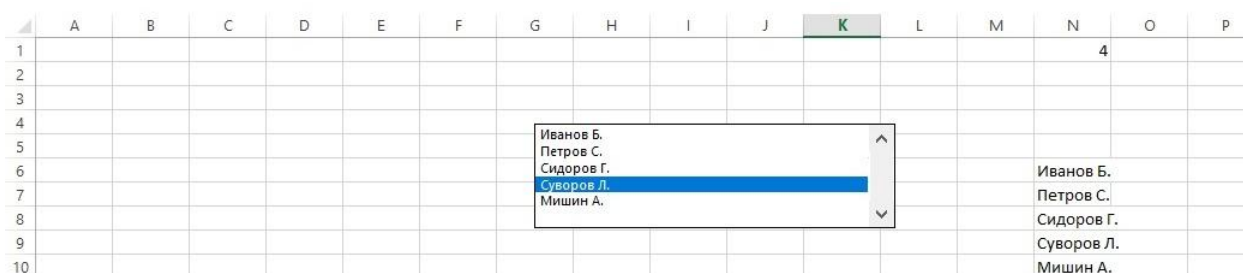 A B C D E F G H I J K L M N O P
1 4
2
3
4
Иванов Б.
5
Петров С.
6 Сидоров Г. Иванов Б.
Суворов Л.
7 Мишин А. Петров С.
8 Сидоров Г.
9 Суворов Л.
10 Мишин А.